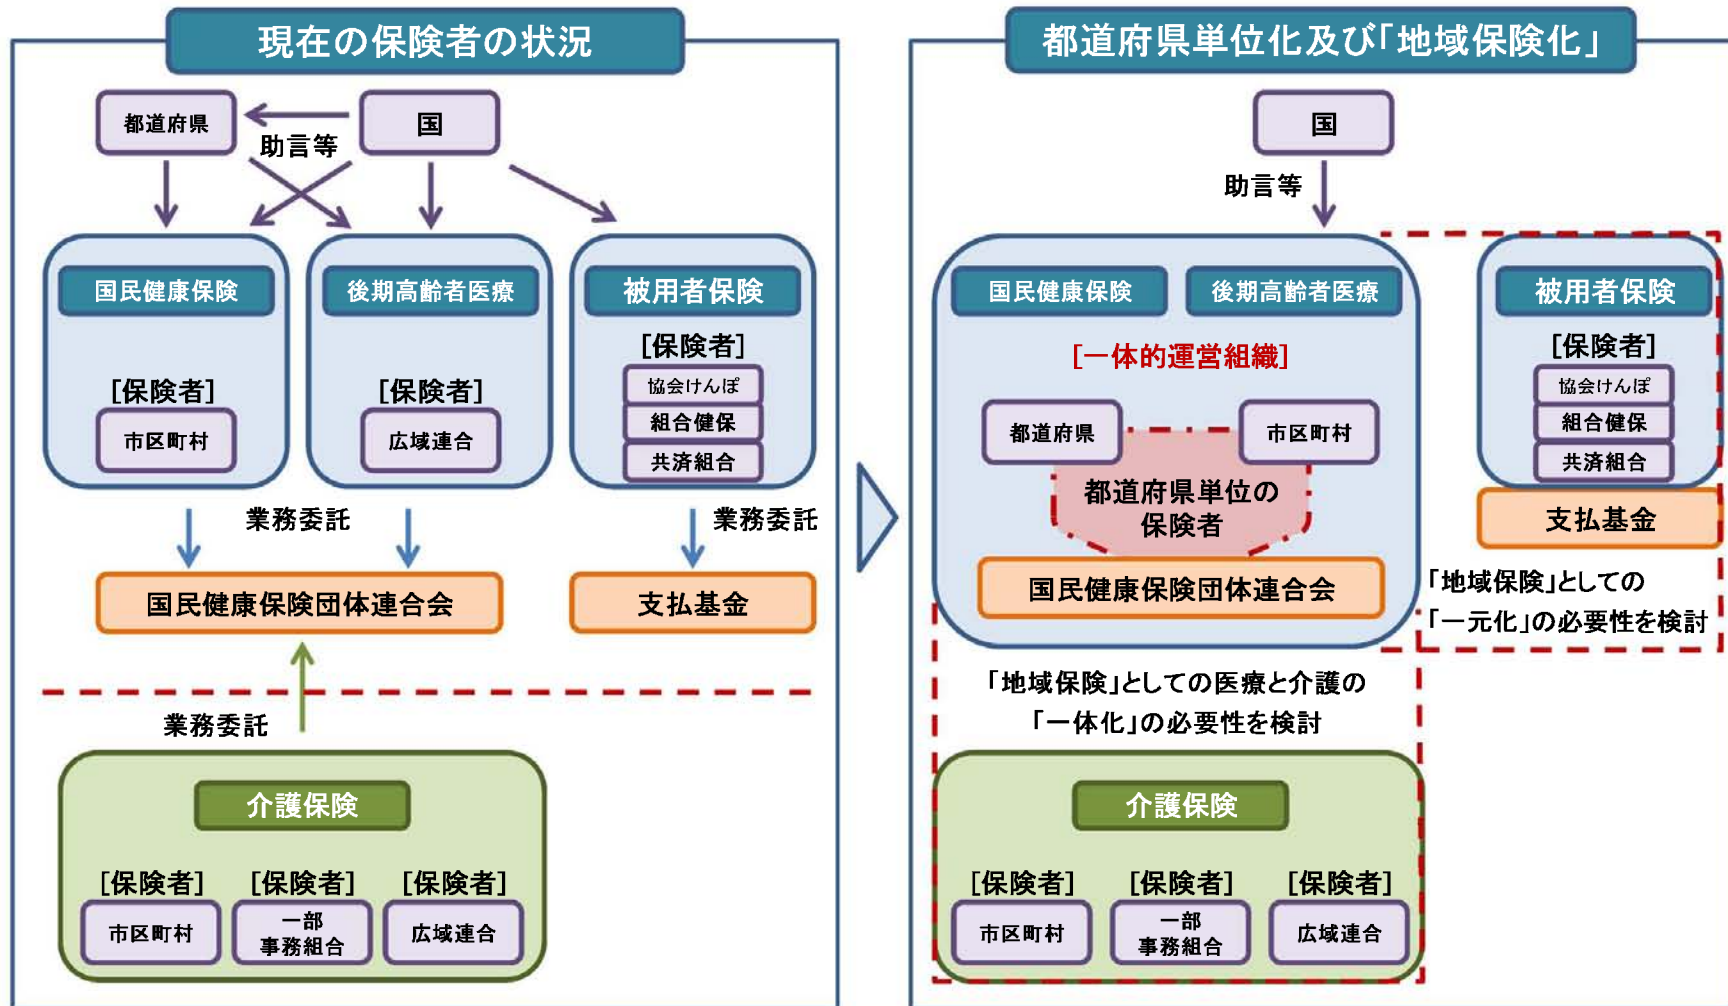 現在の保険者の状況
都道府県
国
助言等
国民健康保険
後期高齢者医療
被用者保険
[保険者]
市区町村
[保険者]
広域連合
[保険者]
協会けんぽ
組合健保
共済組合
業務委託
業務委託
国民健康保険団体連合会
支払基金
業務委託
介護保険
[保険者]
[保険者]
[保険者]
市区町村
一部
事務組合
広域連合
都道府県単位化及び「地域保険化」
国
助言等
国民健康保険
後期高齢者医療
[一体的運営組織]
都道府県
市区町村
都道府県単位の
保険者
国民健康保険団体連合会
被用者保険
[保険者]
協会けんぽ
組合健保
共済組合
支払基金
「地域保険」としての
「一元化」の必要性を検討
「地域保険」としての医療と介護の
「一体化」の必要性を検討
介護保険
[保険者]
[保険者]
[保険者]
市区町村
一部
事務組合
広域連合